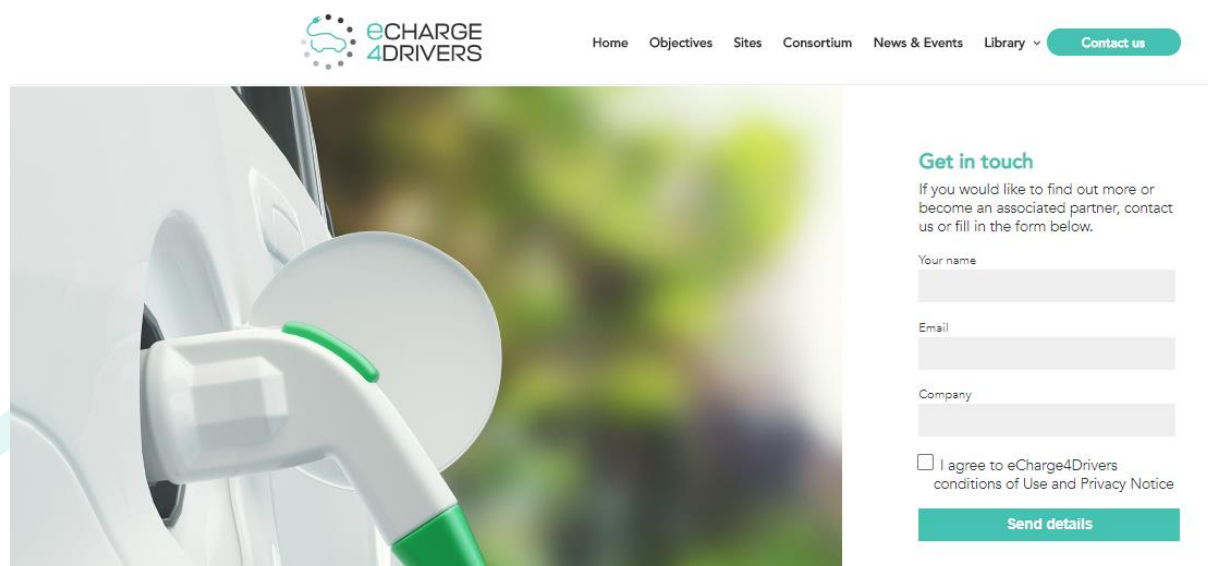 eCHARGE
4DRIVERS
Home Objectives Sites Consortium News & Events Library Contact us
Get in touch
If you would like to find out more or
become an associated partner, contact
us or fill in the form below.
Your name
Email
Company
I agree to eCharge4Drivers
conditions of Use and Privacy Notice
Send details